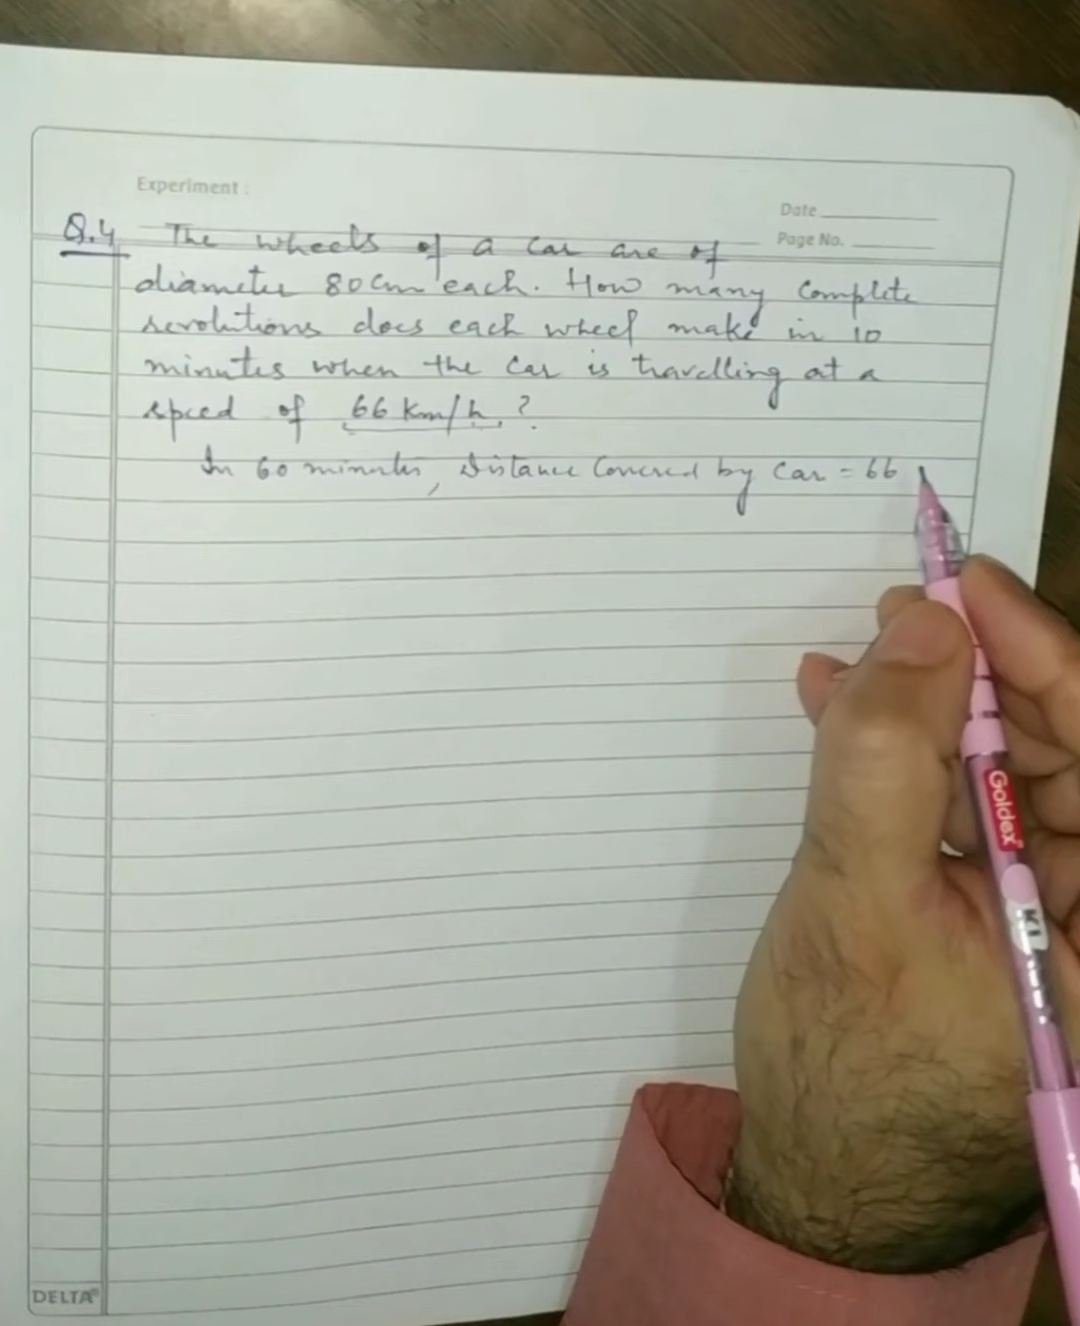 Experiment :
Date
Page No.
Q.4 The wheels of a car are of
diameter 80cm each. How many complete
revolutions does each wheel make in 10
minutes when the car is travelling at a
speed of 66 km/h ?
In 60 minutes, distance covered by car = 66
Goldex
DELTA